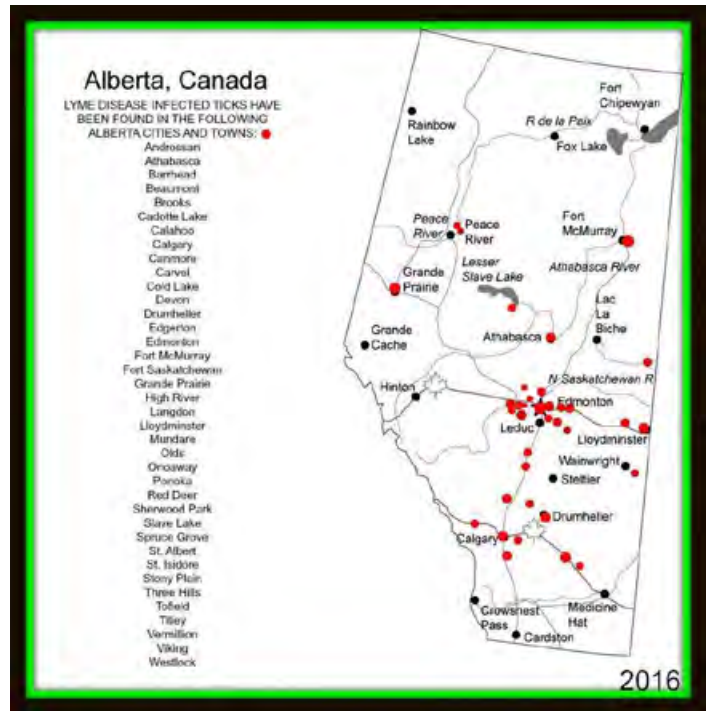 Alberta, Canada
LYME DISEASE INFECTED TICKS HAVE
BEEN FOUND IN THE FOLLOWING
ALBERTA CITIES AND TOWNS:
Androssan
Athabasca
Barrhead
Beaumont
Brooks
Cadotte Lake
Calahoo
Calgary
Canmore
Carvel
Cold Lake
Devon
Drumheller
Edgerton
Edmonton
Fort McMurray
Fort Saskatchewan
Grande Prairie
High River
Langdon
Lloydminster
Mundare
Olds
Onoaway
Ponoka
Red Deer
Sherwood Park
Slave Lake
Spruce Grove
St. Albert
St. Isidore
Stony Plain
Three Hills
Tofield
Tilley
Vermillion
Viking
Westlock
Fort
Chipewyan
Rainbow
Lake
R de la Paix
Fox Lake
Peace
River
Peace
River
Fort
McMurray
Lesser
Slave Lake
Athabasca River
Grande
Prairie
Lac
La
Biche
Grande
Cache
Athabasca
N Saskatchewan R
Hinton
Edmonton
Leduc
Lloydminster
Wainwright
Stettler
Drumheller
Calgary
Crowsnest
Pass
Medicine
Hat
Cardston
2016